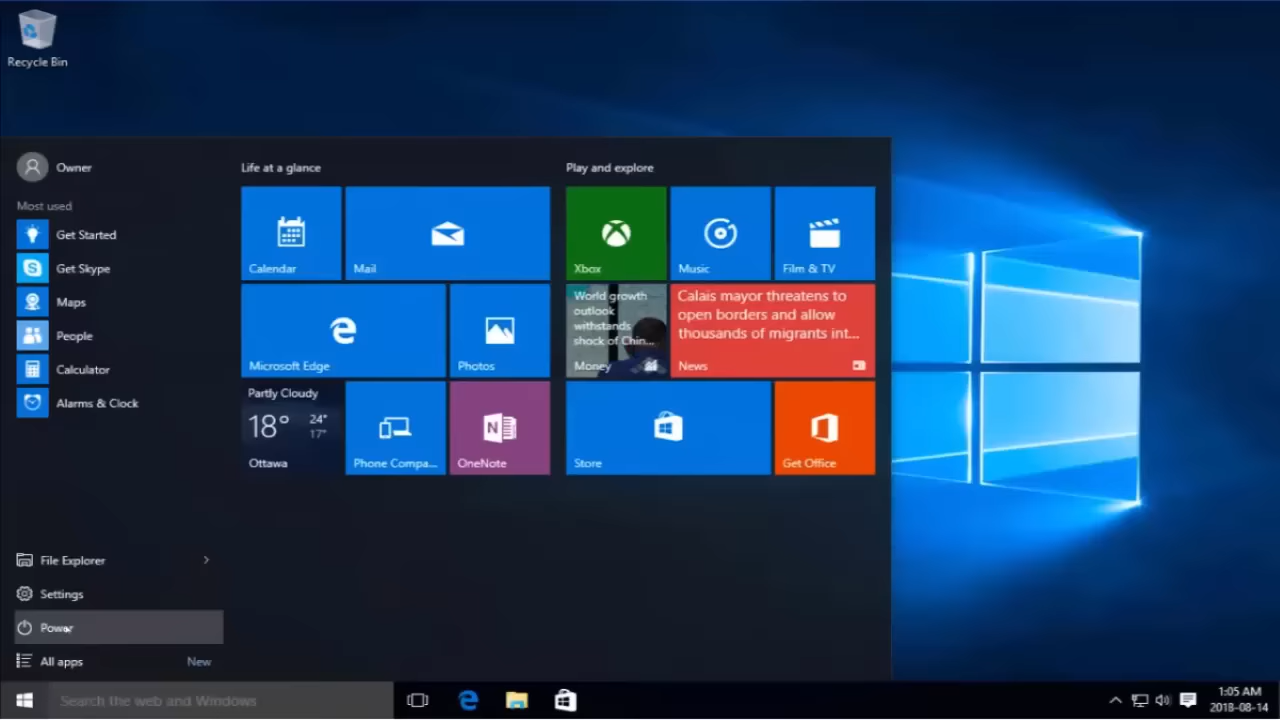 Recycle Bin
Owner
Most used
Get Started
Get Skype
Maps
People
Calculator
Alarms & Clock
File Explorer
Settings
Power
All apps
New
Life at a glance
Calendar
Mail
Microsoft Edge
Photos
Partly Cloudy
18°
24°
17°
Ottawa
Phone Compa...
N
OneNote
Play and explore
Xbox
Music
Film & TV
World growth
outlook
withstands
shock of Chin...
Money
Calais mayor threatens to
open borders and allow
thousands of migrants int...
News
Store
Get Office
Search the web and Windows
1:05 AM
2018-08-14